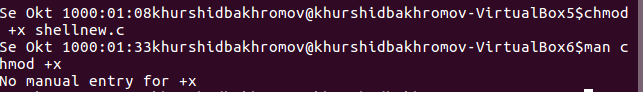 Se Okt 1000:01:08khurshidbakhromov@khurshidbakhromov-VirtualBox5$chmod
+x shellnew.c
Se Okt 1000:01:33khurshidbakhromov@khurshidbakhromov-VirtualBox6$man c
hmod +x
No manual entry for +x